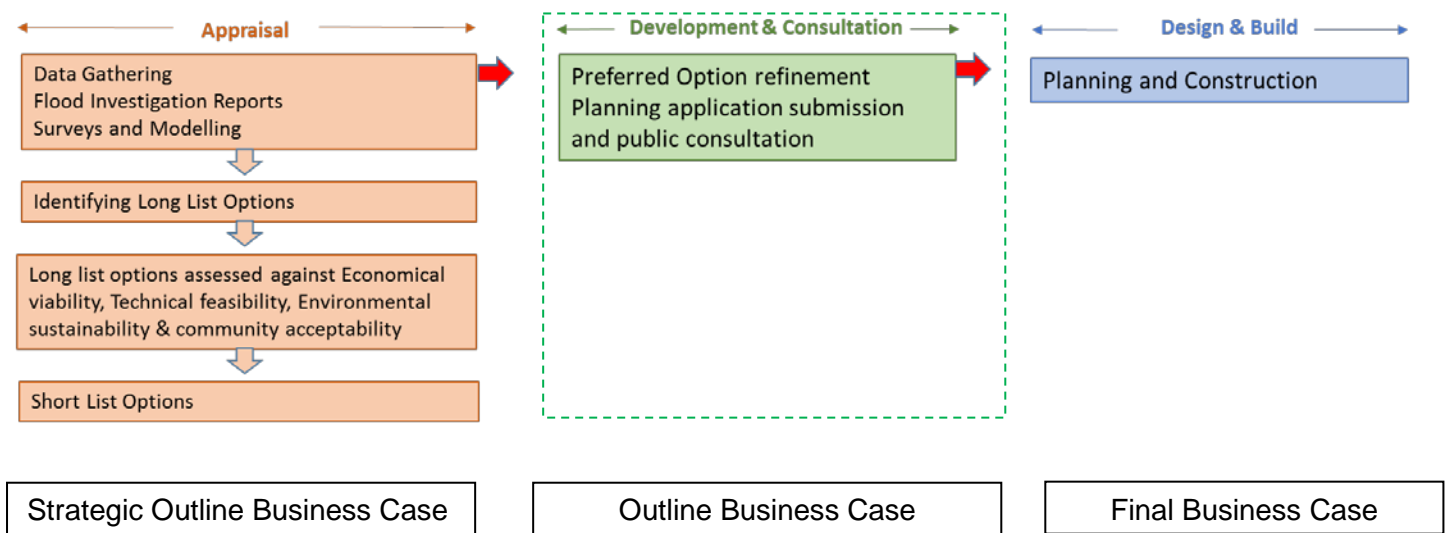 Appraisal
Data Gathering
Flood Investigation Reports
Surveys and Modelling
Identifying Long List Options
Long list options assessed against Economical
viability, Technical feasibility, Environmental
sustainability & community acceptability
Short List Options
Strategic Outline Business Case
Development & Consultation
Preferred Option refinement
Planning application submission
and public consultation
Outline Business Case
Design & Build
Planning and Construction
Final Business Case